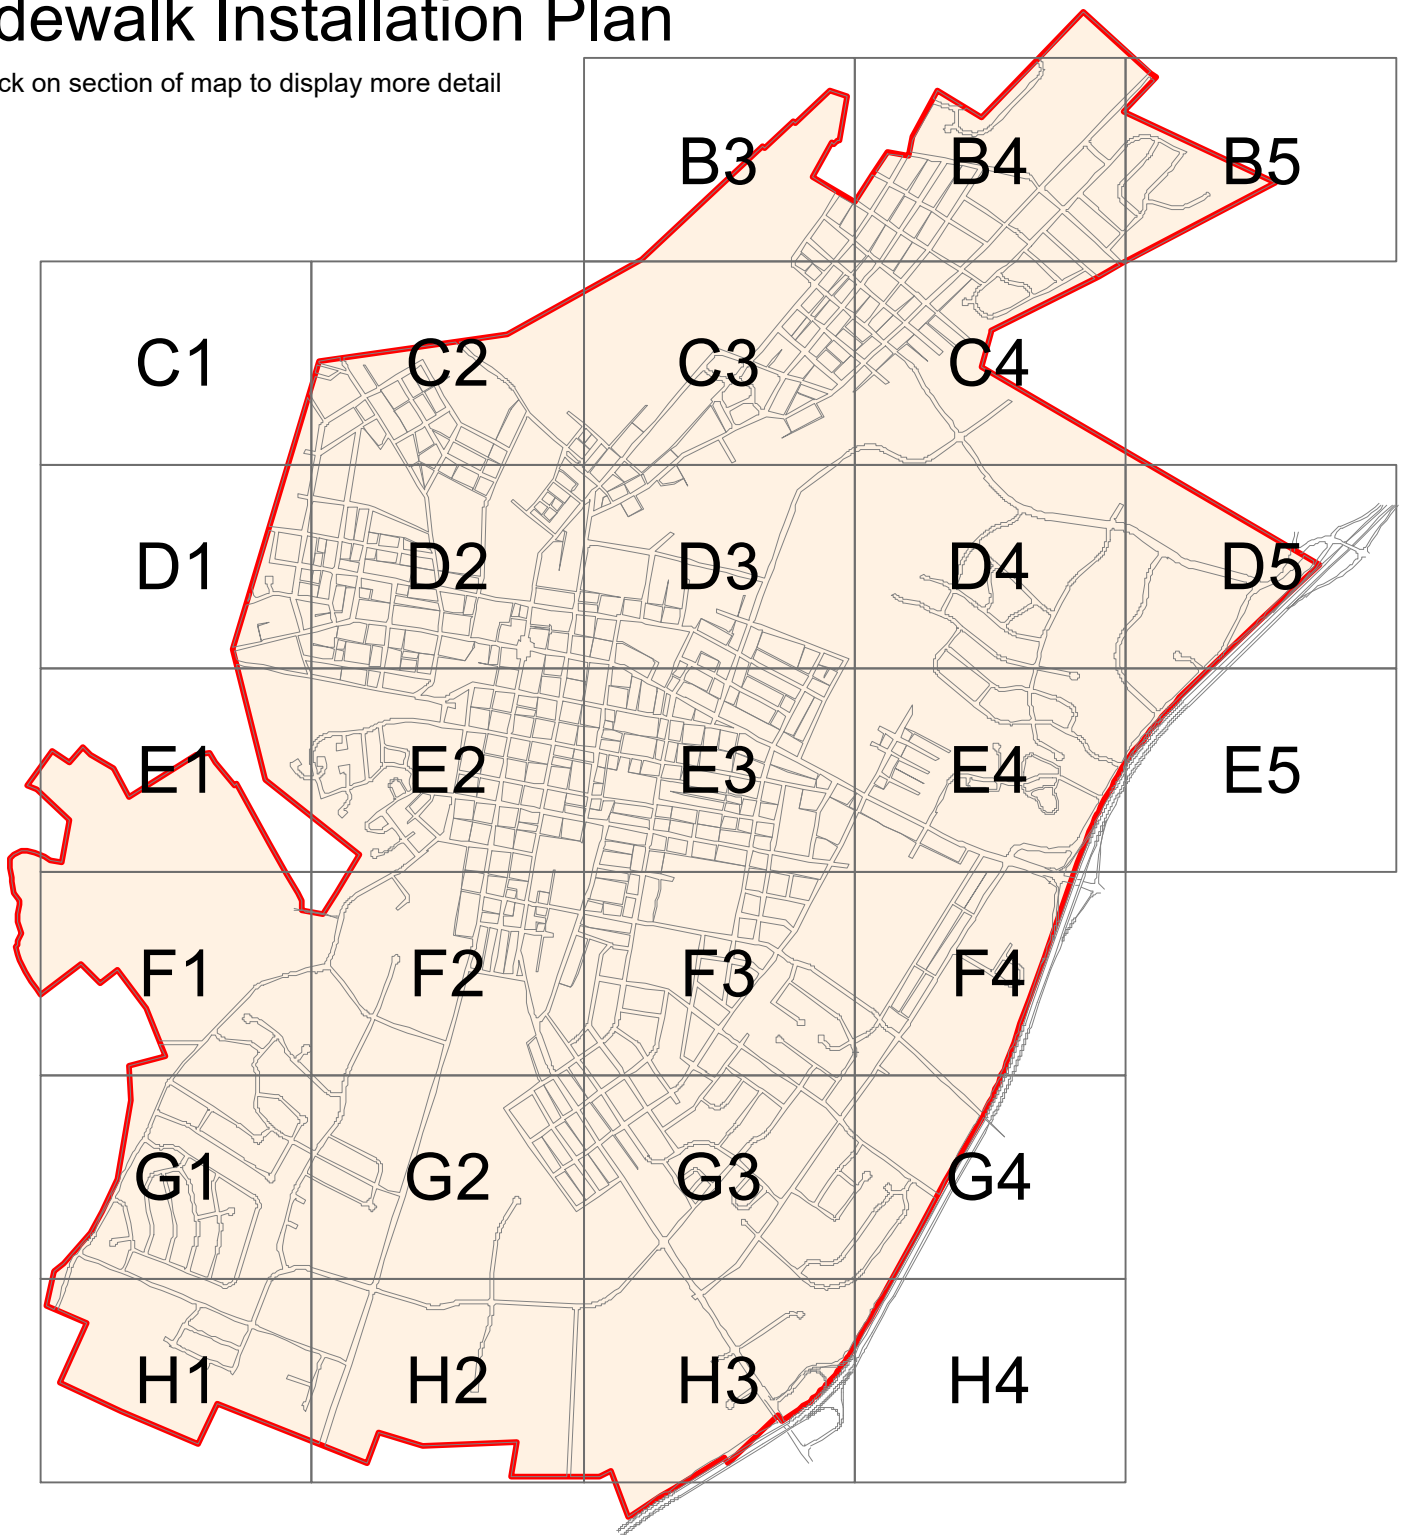 dewalk Installation Plan
ck on section of map to display more detail
B3 B4 B5
C1 C2 C3 C4
D1 D2 D3 D4 D5
E1 E2 E3 E4 E5
F1 F2 F3 F4
G1 G2 G3 G4
H1 H2 H3 H4